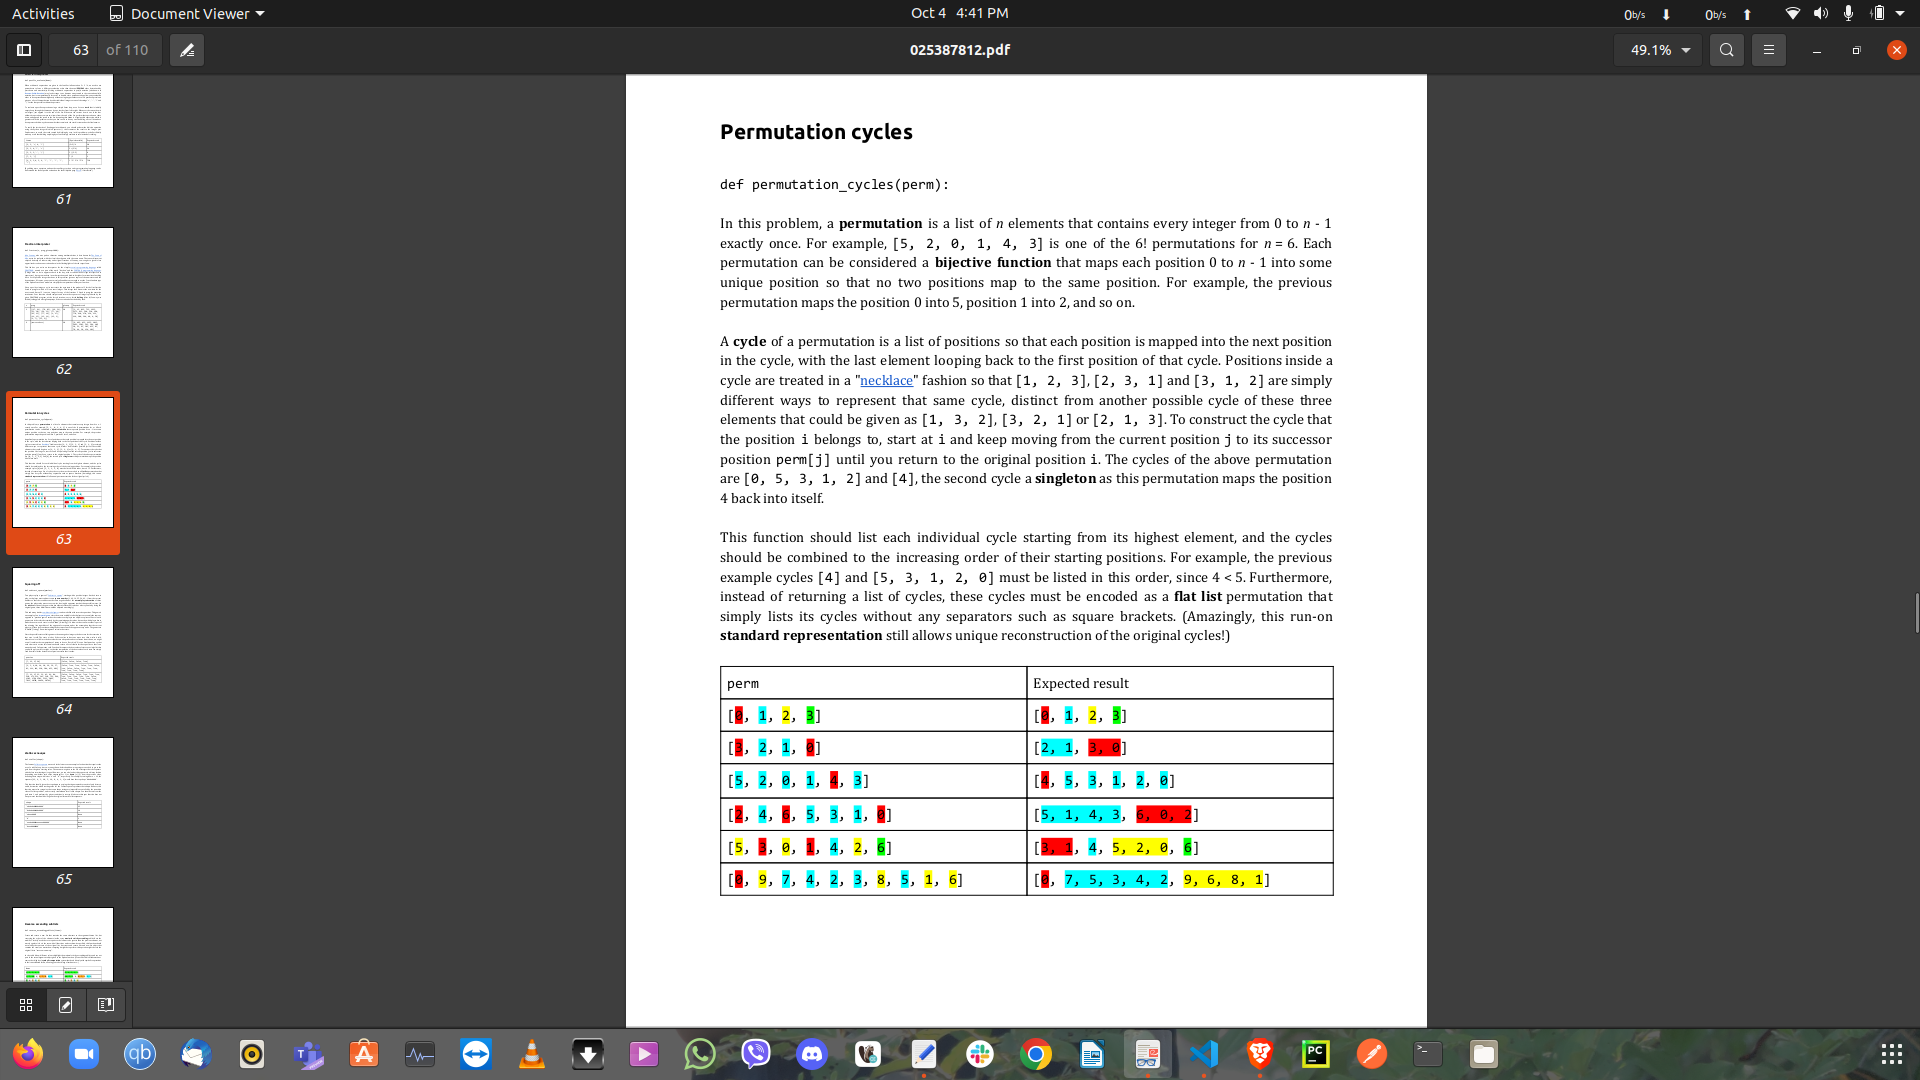 Activities
Document Viewer
Oct 4 4:41 PM
0b/s
0b/s
63 of 110
025387812.pdf
49.1%
61
62
63
64
65
Permutation cycles
def permutation_cycles(perm):
In this problem, a permutation is a list of n elements that contains every integer from 0 to n - 1
exactly once. For example, [5, 2, 0, 1, 4, 3] is one of the 6! permutations for n = 6. Each
permutation can be considered a bijective function that maps each position 0 to n - 1 into some
unique position so that no two positions map to the same position. For example, the previous
permutation maps the position 0 into 5, position 1 into 2, and so on.
A cycle of a permutation is a list of positions so that each position is mapped into the next position
in the cycle, with the last element looping back to the first position of that cycle. Positions inside a
cycle are treated in a "necklace" fashion so that [1, 2, 3], [2, 3, 1] and [3, 1, 2] are simply
different ways to represent that same cycle, distinct from another possible cycle of these three
elements that could be given as [1, 3, 2], [3, 2, 1] or [2, 1, 3]. To construct the cycle that
the position i belongs to, start at i and keep moving from the current position j to its successor
position perm[j] until you return to the original position i. The cycles of the above permutation
are [0, 5, 3, 1, 2] and [4], the second cycle a singleton as this permutation maps the position
4 back into itself.
This function should list each individual cycle starting from its highest element, and the cycles
should be combined to the increasing order of their starting positions. For example, the previous
example cycles [4] and [5, 3, 1, 2, 0] must be listed in this order, since 4 < 5. Furthermore,
instead of returning a list of cycles, these cycles must be encoded as a flat list permutation that
simply lists its cycles without any separators such as square brackets. (Amazingly, this run-on
standard representation still allows unique reconstruction of the original cycles!)
perm Expected result
[0, 1, 2, 3] [0, 1, 2, 3]
[3, 2, 1, 0] [2, 1, 3, 0]
[5, 2, 0, 1, 4, 3] [4, 5, 3, 1, 2, 0]
[2, 4, 6, 5, 3, 1, 0] [5, 1, 4, 3, 6, 0, 2]
[5, 3, 0, 1, 4, 2, 6] [3, 1, 4, 5, 2, 0, 6]
[0, 9, 7, 4, 2, 3, 8, 5, 1, 6] [0, 7, 5, 3, 4, 2, 9, 6, 8, 1]
qb
PC